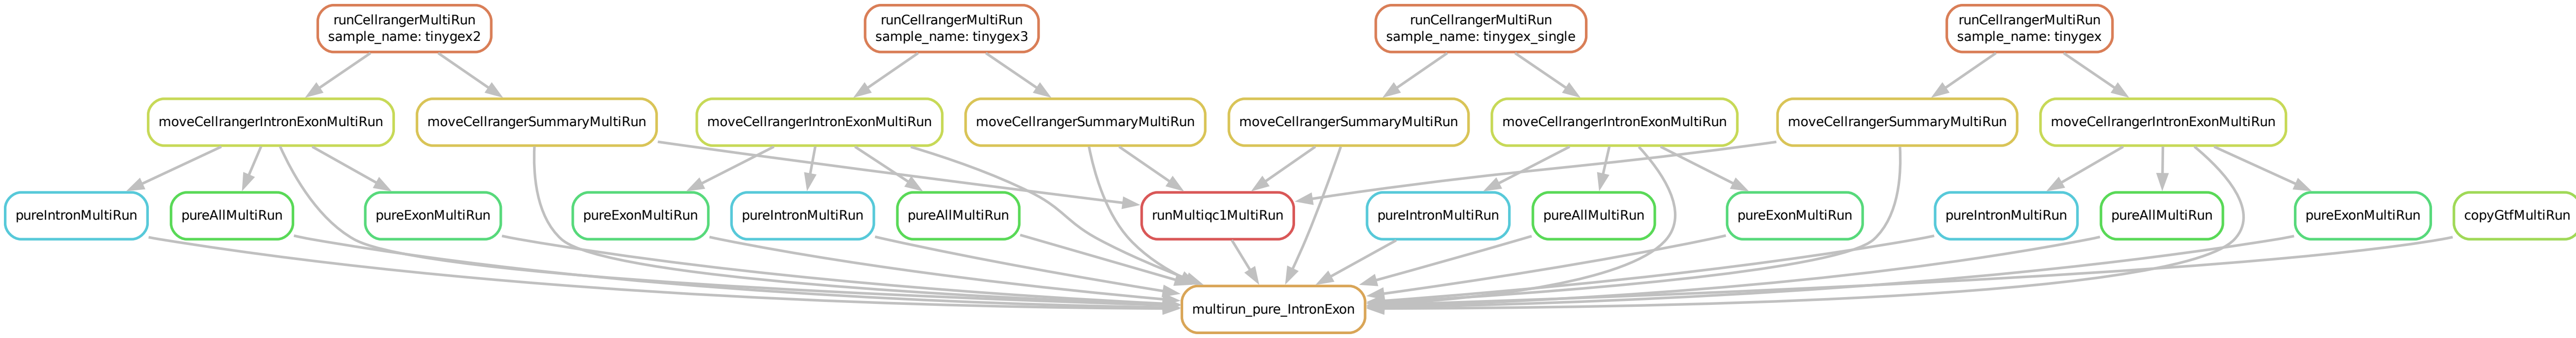 runCellrangerMultiRun
sample_name: tinygex2
runCellrangerMultiRun
sample_name: tinygex3
runCellrangerMultiRun
sample_name: tinygex_single
runCellrangerMultiRun
sample_name: tinygex
moveCellrangerIntronExonMultiRun
moveCellrangerSummaryMultiRun
moveCellrangerIntronExonMultiRun
moveCellrangerSummaryMultiRun
moveCellrangerSummaryMultiRun
moveCellrangerIntronExonMultiRun
moveCellrangerSummaryMultiRun
moveCellrangerIntronExonMultiRun
pureIntronMultiRun
pureAllMultiRun
pureExonMultiRun
pureExonMultiRun
pureIntronMultiRun
pureAllMultiRun
runMultiqc1MultiRun
pureIntronMultiRun
pureAllMultiRun
pureExonMultiRun
pureIntronMultiRun
pureAllMultiRun
pureExonMultiRun
copyGtfMultiRun
multirun_pure_IntronExon